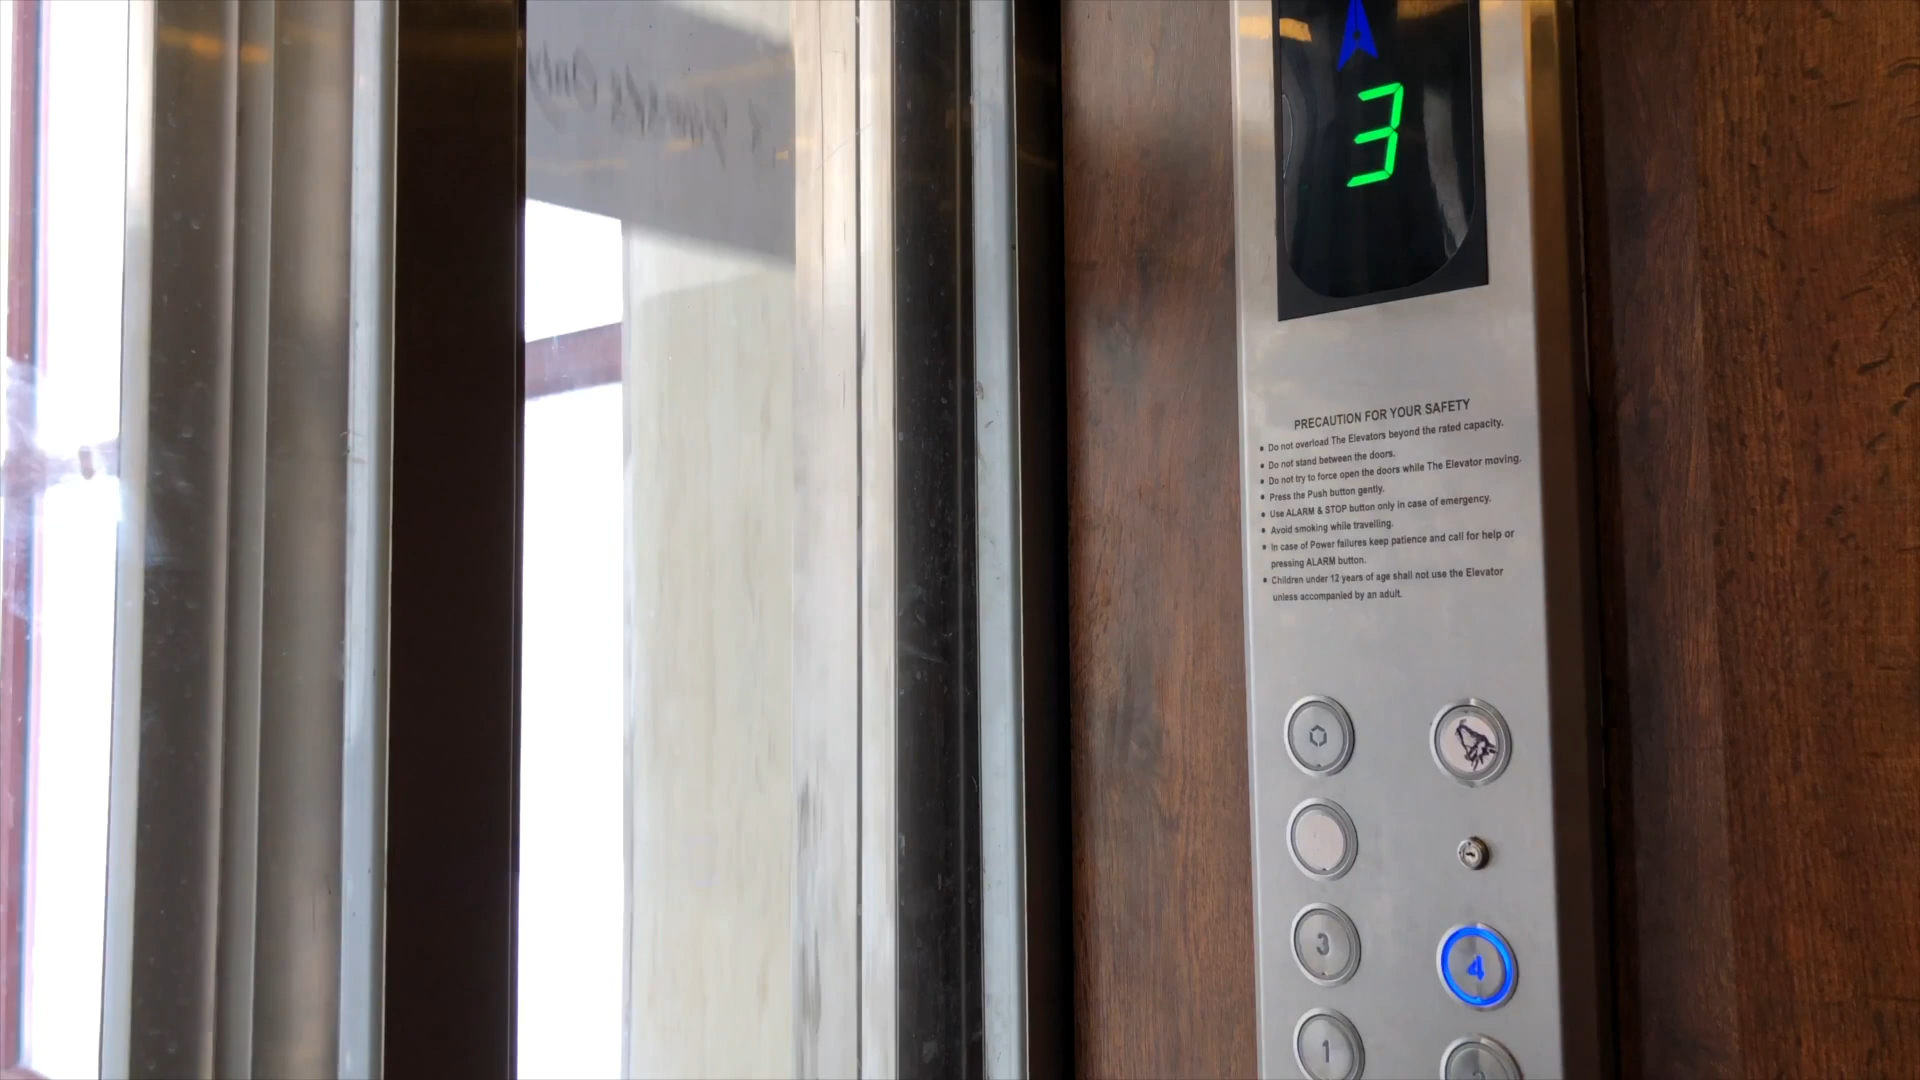 3
PRECAUTION FOR YOUR SAFETY
• Do not overload The Elevators beyond the rated capacity.
• Do not stand between the doors.
• Do not try to force open the doors while The Elevator moving.
• Press the Push button gently.
• Use ALARM & STOP button only in case of emergency.
• Avoid smoking while travelling.
• In case of Power failures keep patience and call for help or
pressing ALARM button.
• Children under 12 years of age shall not use the Elevator
unless accompanied by an adult.
3
4
1